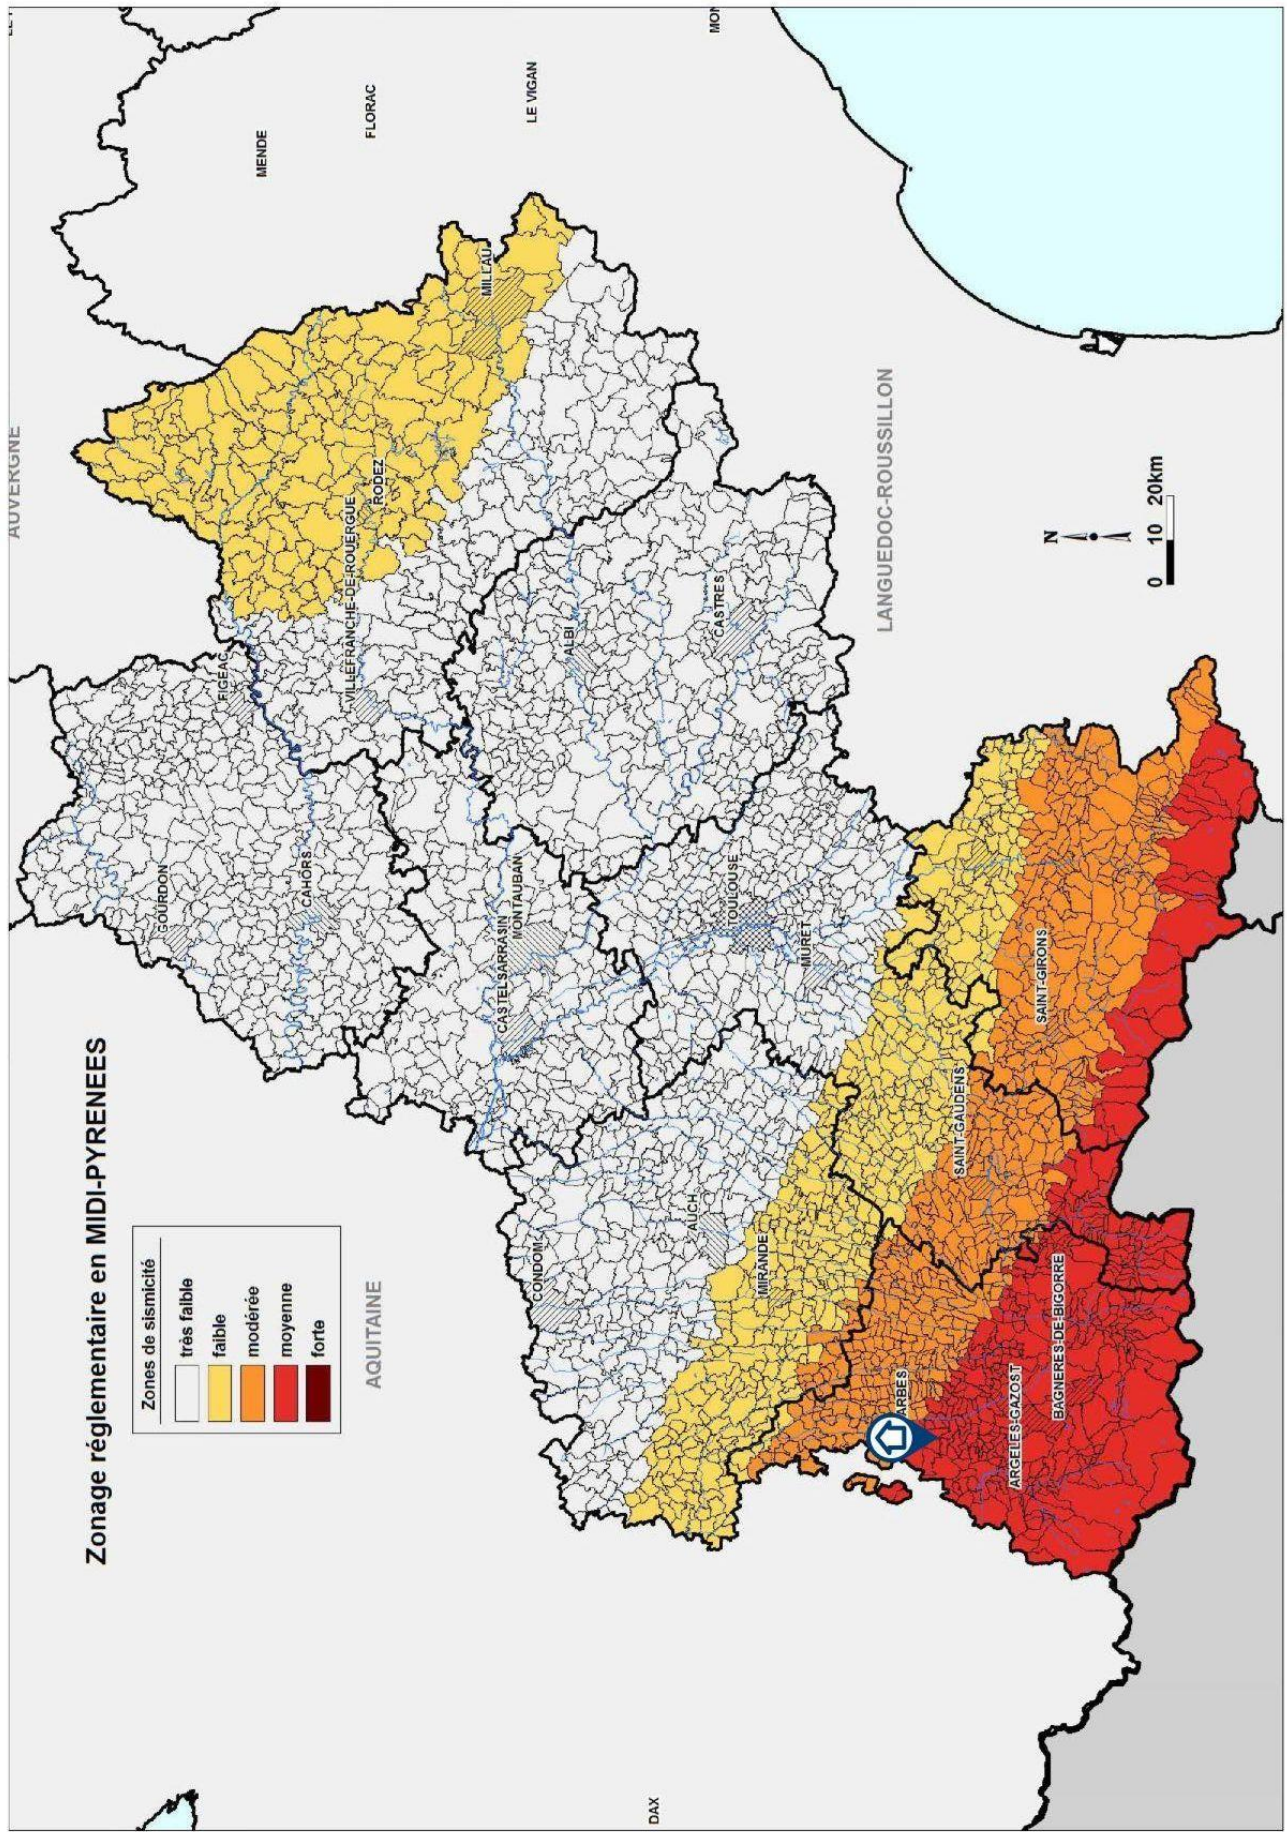 Zonage réglementaire en MIDI-PYRENEES
Zones de sismicité
très faible
faible
modérée
moyenne
forte
AUVERGNE
AQUITAINE
LANGUEDOC-ROUSSILLON
MENDE
FLORAC
LE VIGAN
MILLAU
RODEZ
VILLEFRANCHE-DE-ROUERGUE
FIGEAC
GOURDON
CAHORS
CASTELSARRASIN
MONTAUBAN
ALBI
CASTRES
TOULOUSE
MURET
CONDOM
AUCH
MIRANDE
SAINT-GAUDENS
SAINT-GIRONS
ARBES
ARGELES-GAZOST
BAGNERES-DE-BIGORRE
DAX
MON
N
0 10 20km